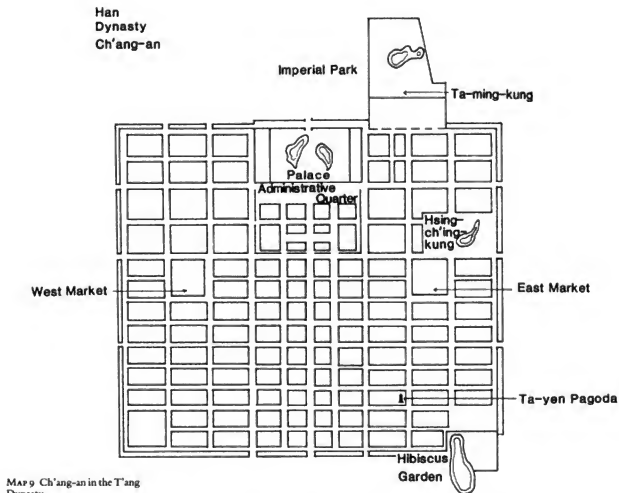 Han
Dynasty
Ch'ang-an
Imperial Park
Ta-ming-kung
Palace
Administrative
Quarter
Hsing-
ch'ing-
kung
West Market
East Market
Ta-yen Pagoda
Hibiscus
Garden
MAP 9 Ch'ang-an in the T'ang
Dynasty